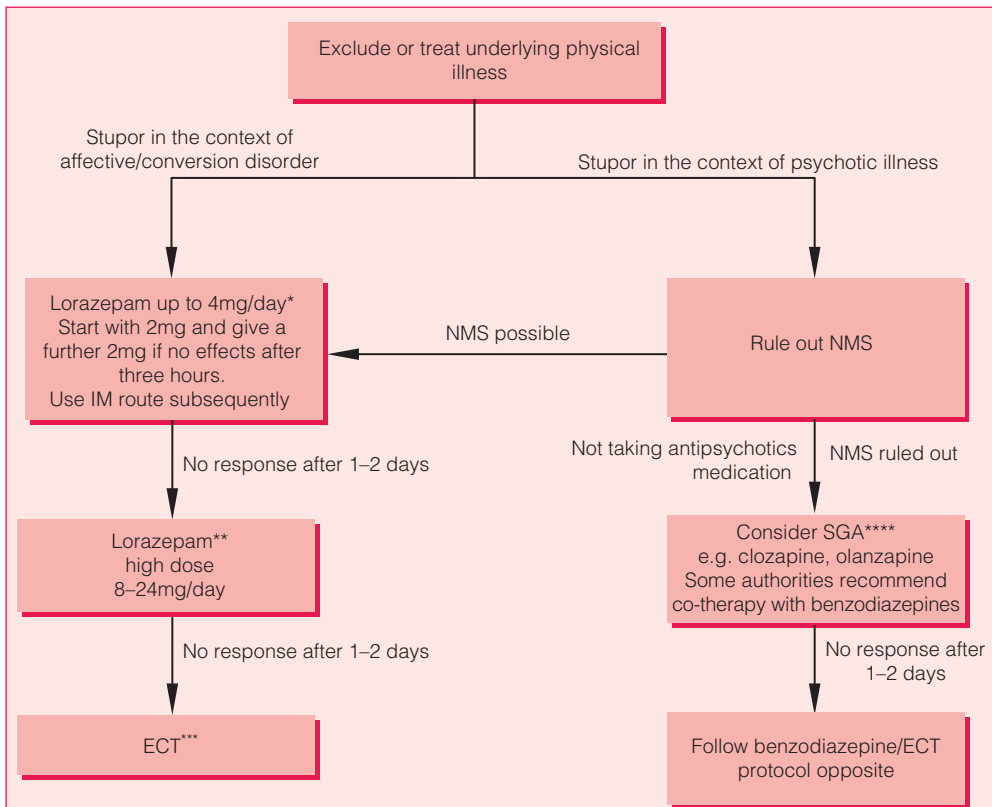 Exclude or treat underlying physical
illness
Stupor in the context of
affective/conversion disorder
Stupor in the context of psychotic illness
Lorazepam up to 4mg/day*
Start with 2mg and give a
further 2mg if no effects after
three hours.
Use IM route subsequently
NMS possible
Rule out NMS
No response after 1–2 days
Not taking antipsychotics
medication
NMS ruled out
Lorazepam**
high dose
8–24mg/day
Consider SGA****
e.g. clozapine, olanzapine
Some authorities recommend
co-therapy with benzodiazepines
No response after 1–2 days
No response after
1–2 days
ECT***
Follow benzodiazepine/ECT
protocol opposite